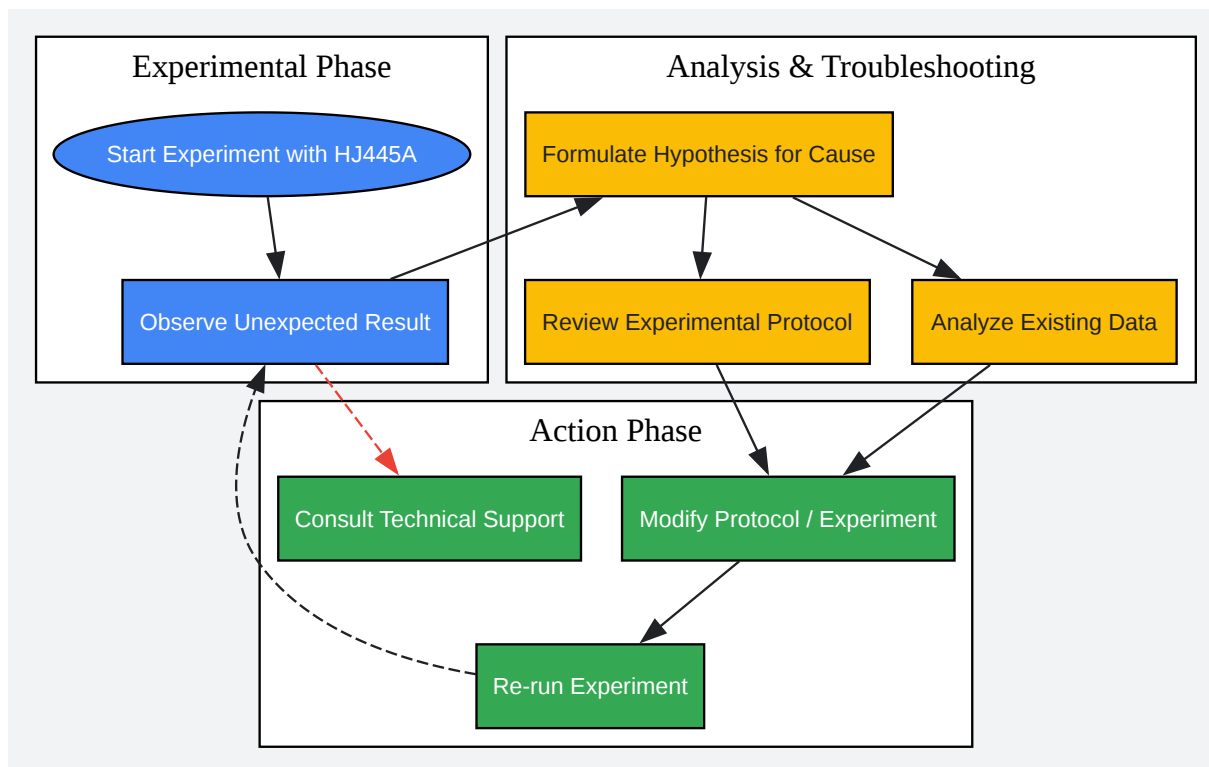 Experimental Phase
Start Experiment with HJ445A
Observe Unexpected Result
Analysis & Troubleshooting
Formulate Hypothesis for Cause
Review Experimental Protocol
Analyze Existing Data
Action Phase
Consult Technical Support
Modify Protocol / Experiment
Re-run Experiment